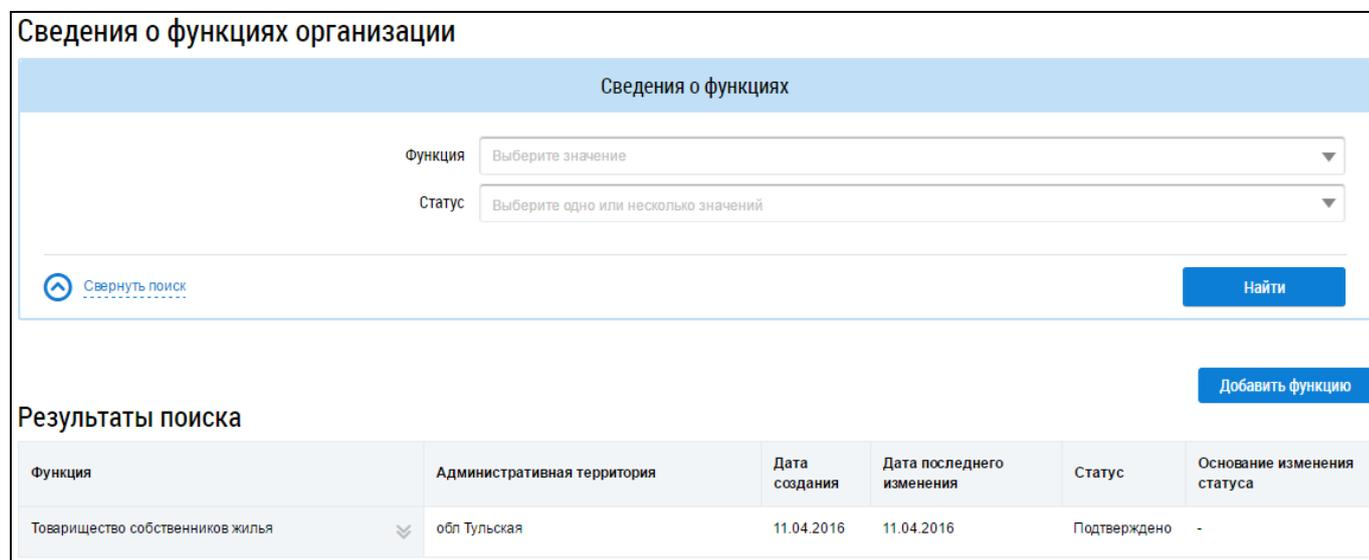 Сведения о функциях организации
Сведения о функциях
Функция Выберите значение
Статус Выберите одно или несколько значений
Свернуть поиск Найти
Добавить функцию
Результаты поиска
Функция Административная территория Дата создания Дата последнего изменения Статус Основание изменения статуса
Товарищество собственников жилья обл Тульская 11.04.2016 11.04.2016 Подтверждено -